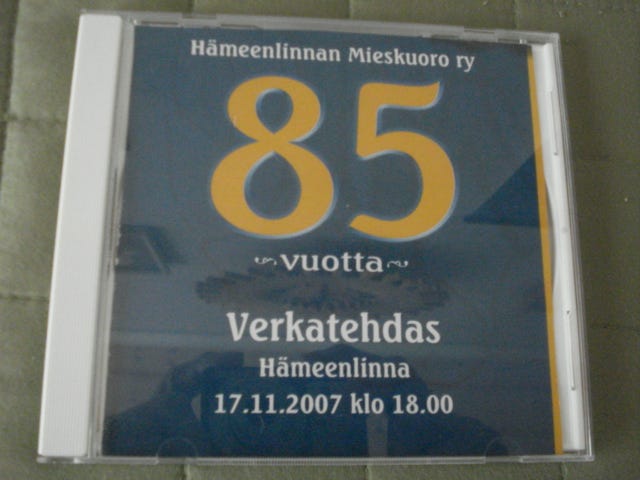 Hämeenlinnan Mieskuoro ry
85
vuotta
Verkatehdas
Hämeenlinna
17.11.2007 klo 18.00